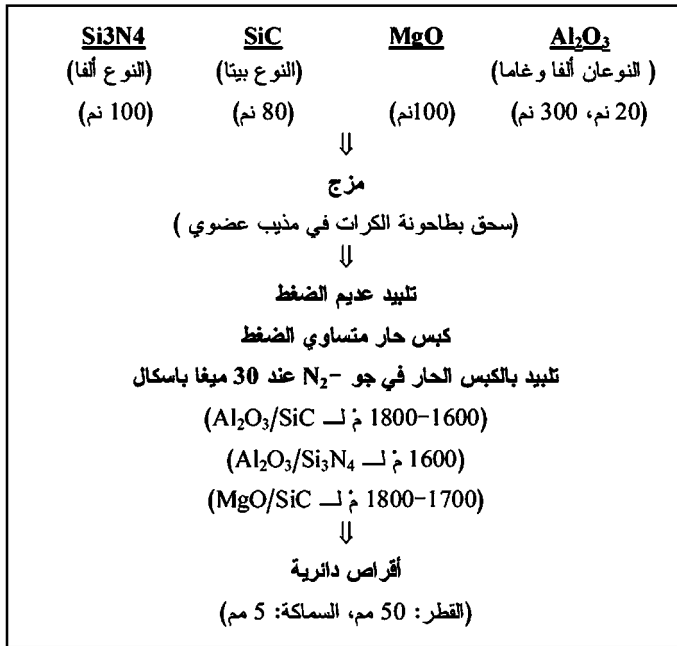 Al₂O₃ MgO SiC Si3N4
( النوعان ألفا وغاما) (النوع بيتا) (النوع ألفا)
(20 نم، 300 نم) (100نم) (80 نم) (100 نم)
⇓
مزج
(سحق بطاحونة الكرات في مذيب عضوي )
⇓
تلبيد عديم الضغط
كبس حار متساوي الضغط
تلبيد بالكبس الحار في جو −N₂ عند 30 ميغا باسكال
1600−1800 مْ لــ Al₂O₃/SiC)
1600) مْ لــ Al₂O₃/Si₃N₄)
1700−1800 مْ لــ MgO/SiC)
⇓
أقراص دائرية
(القطر: 50 مم، السماكة: 5 مم)